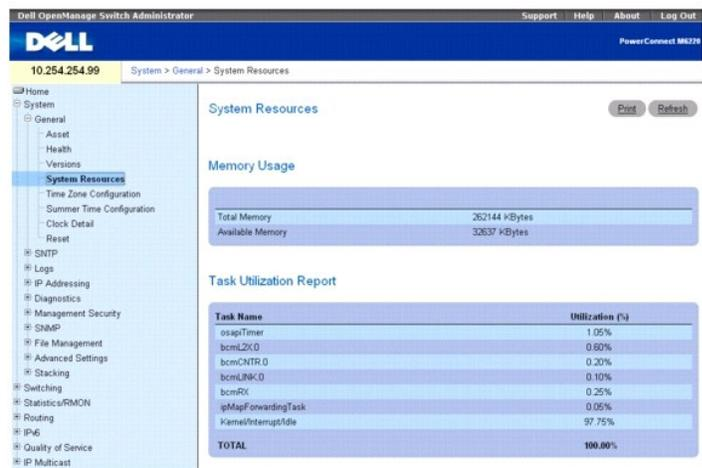 Dell OpenManage Switch Administrator Support Help About Log Out
DELL
PowerConnect M6220
10.254.254.99 System > General > System Resources
Home
System
General
Asset
Health
Versions
System Resources
Time Zone Configuration
Summer Time Configuration
Clock Detail
Reset
SNTP
Logs
IP Addressing
Diagnostics
Management Security
SNMP
File Management
Advanced Settings
Stacking
Switching
Statistics/RMON
Routing
IPv6
Quality of Service
IP Multicast
System Resources Print Refresh
Memory Usage
Total Memory 262144 KBytes
Available Memory 32637 KBytes
Task Utilization Report
Task Name Utilization (%)
osapiTimer 1.05%
bcmL2X.0 0.60%
bcmCNTR.0 0.20%
bcmLINK.0 0.10%
bcmRX 0.25%
ipMapForwardingTask 0.05%
Kernel/Interrupt/Idle 97.75%
TOTAL 100.00%